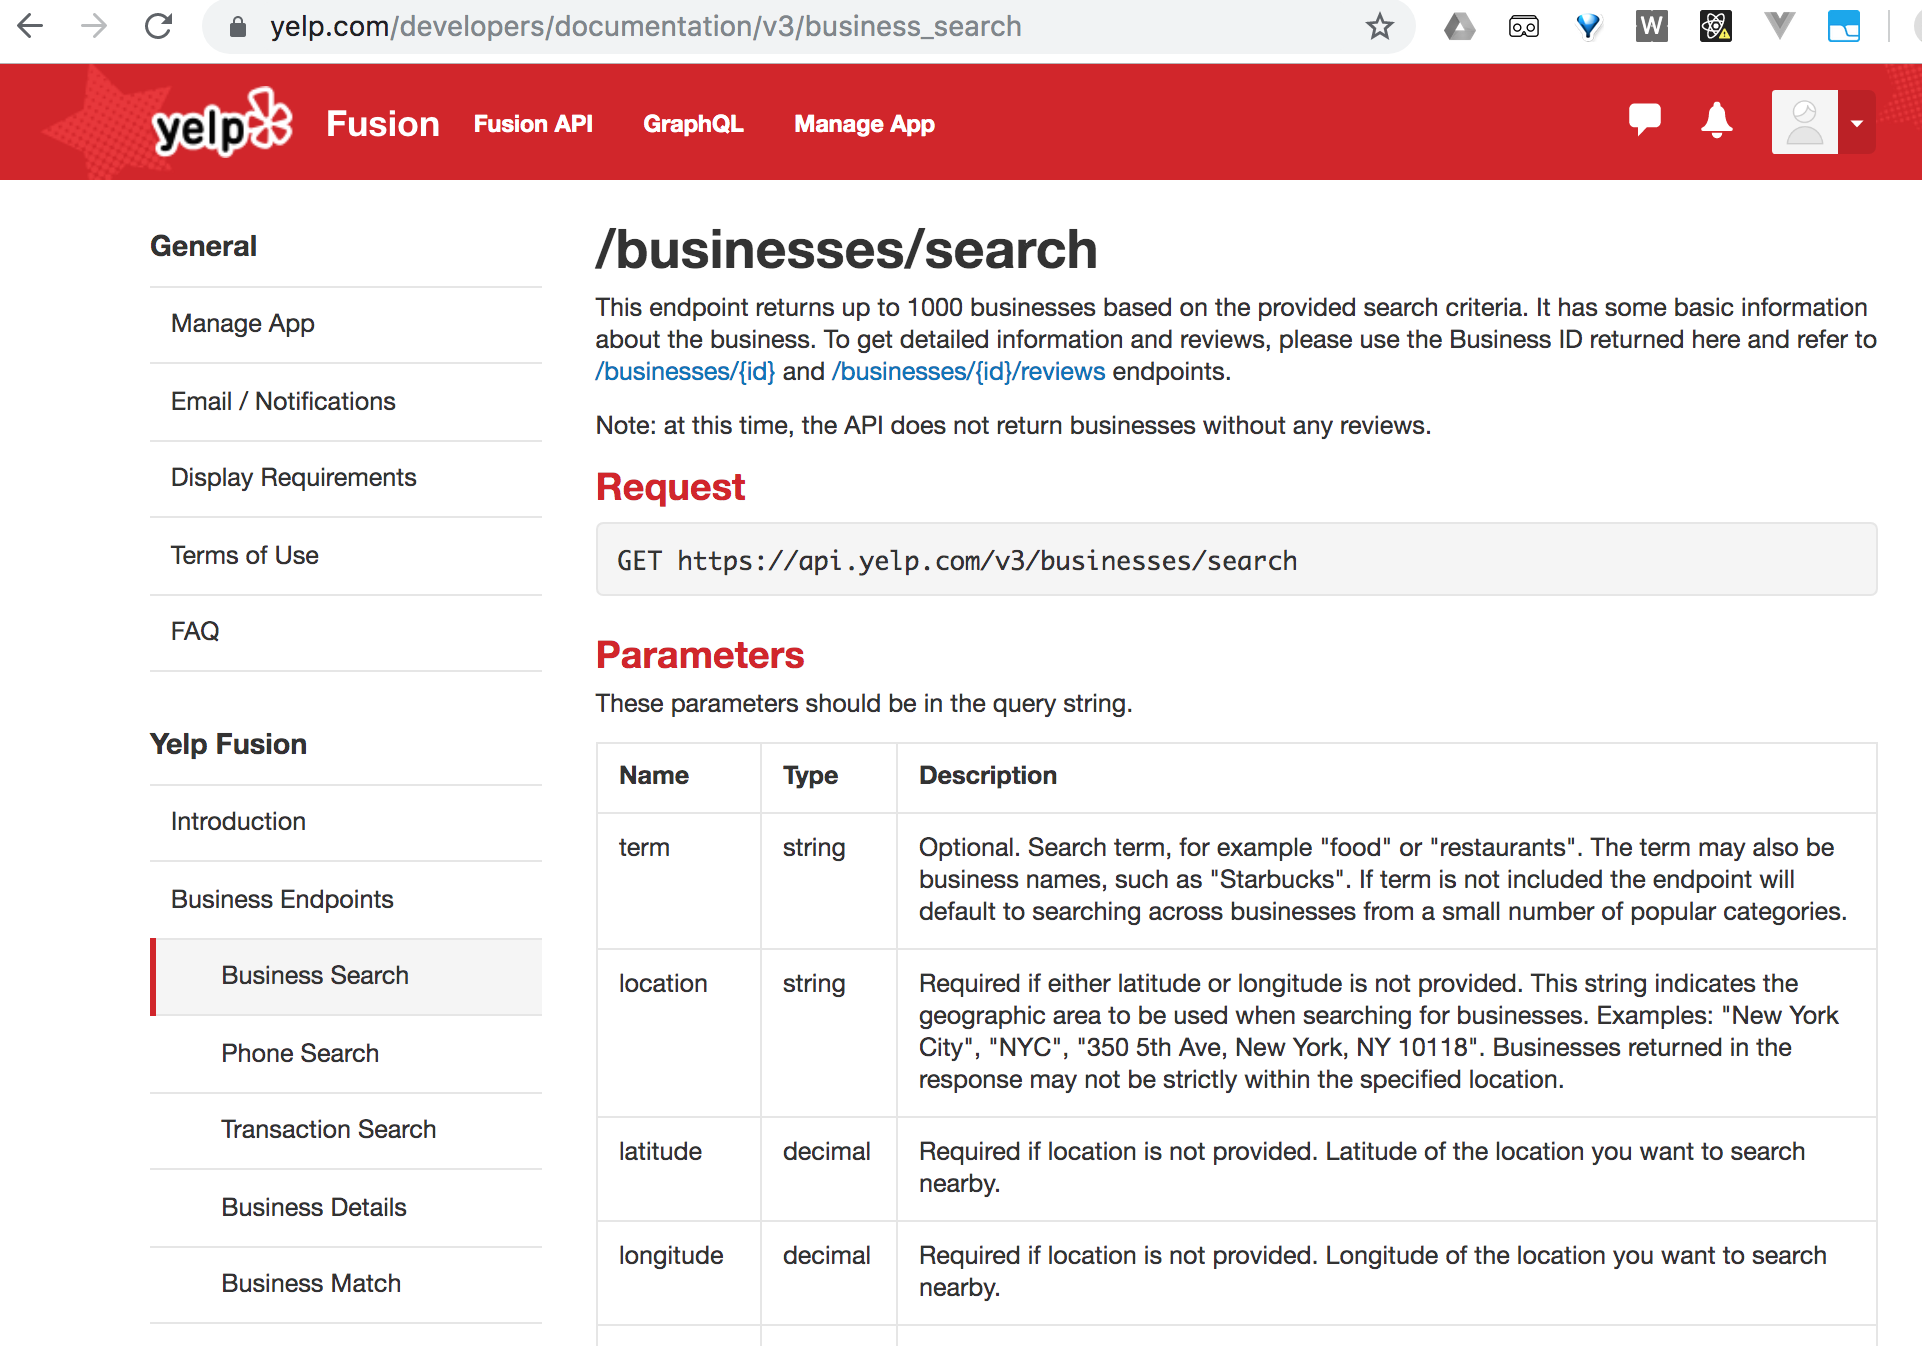 yelp.com/developers/documentation/v3/business_search
W
yelp Fusion Fusion API GraphQL Manage App
General
Manage App
Email / Notifications
Display Requirements
Terms of Use
FAQ
Yelp Fusion
Introduction
Business Endpoints
Business Search
Phone Search
Transaction Search
Business Details
Business Match
/businesses/search
This endpoint returns up to 1000 businesses based on the provided search criteria. It has some basic information
about the business. To get detailed information and reviews, please use the Business ID returned here and refer to
/businesses/{id} and /businesses/{id}/reviews endpoints.
Note: at this time, the API does not return businesses without any reviews.
Request
GET https://api.yelp.com/v3/businesses/search
Parameters
These parameters should be in the query string.
Name Type Description
term string Optional. Search term, for example "food" or "restaurants". The term may also be
business names, such as "Starbucks". If term is not included the endpoint will
default to searching across businesses from a small number of popular categories.
location string Required if either latitude or longitude is not provided. This string indicates the
geographic area to be used when searching for businesses. Examples: "New York
City", "NYC", "350 5th Ave, New York, NY 10118". Businesses returned in the
response may not be strictly within the specified location.
latitude decimal Required if location is not provided. Latitude of the location you want to search
nearby.
longitude decimal Required if location is not provided. Longitude of the location you want to search
nearby.